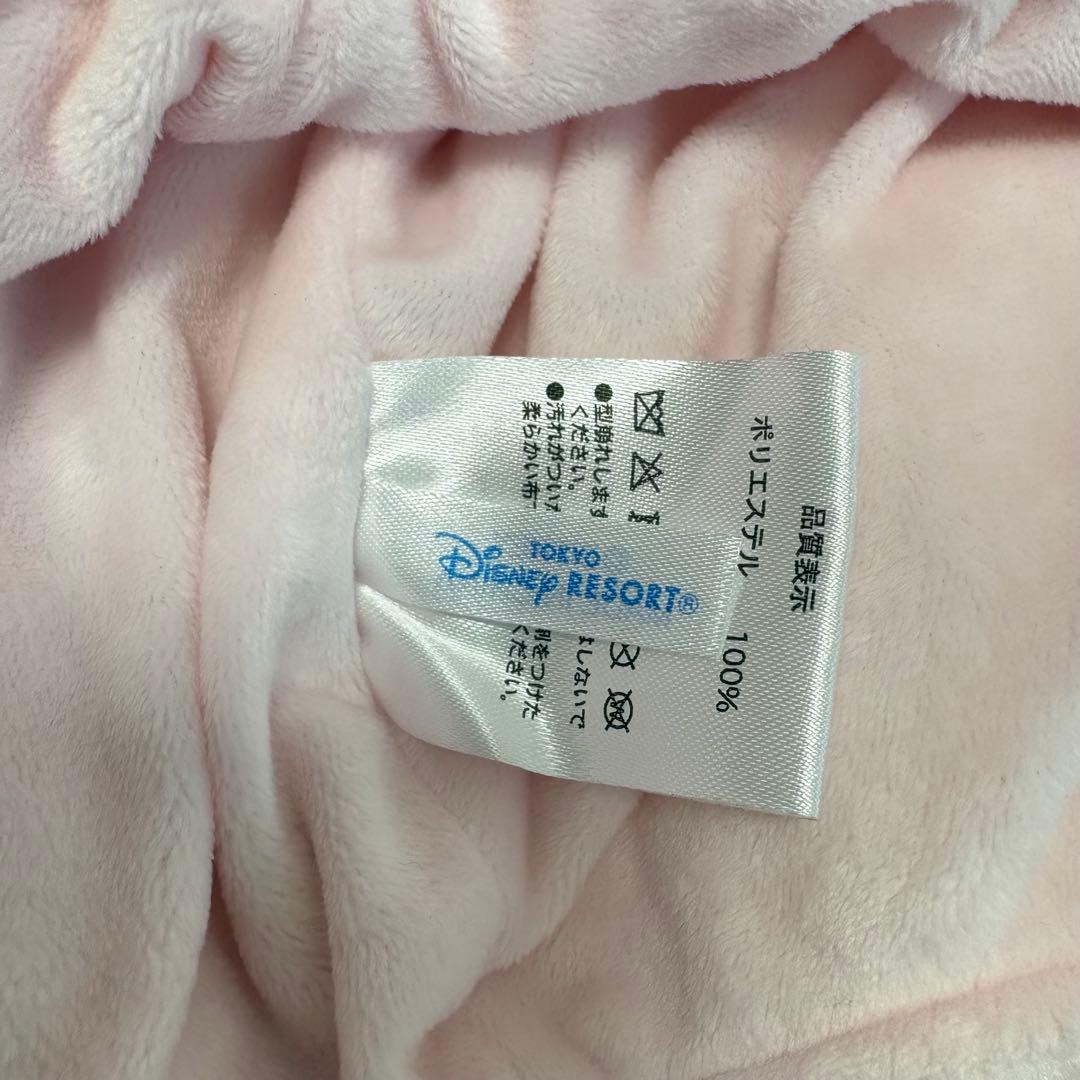 品質表示
ポリエステル 100%
●型崩れします
しないで
ください。
●汚れがついけ
をつけた
柔らかい布
ください。
TOKYO
Disney RESORT®